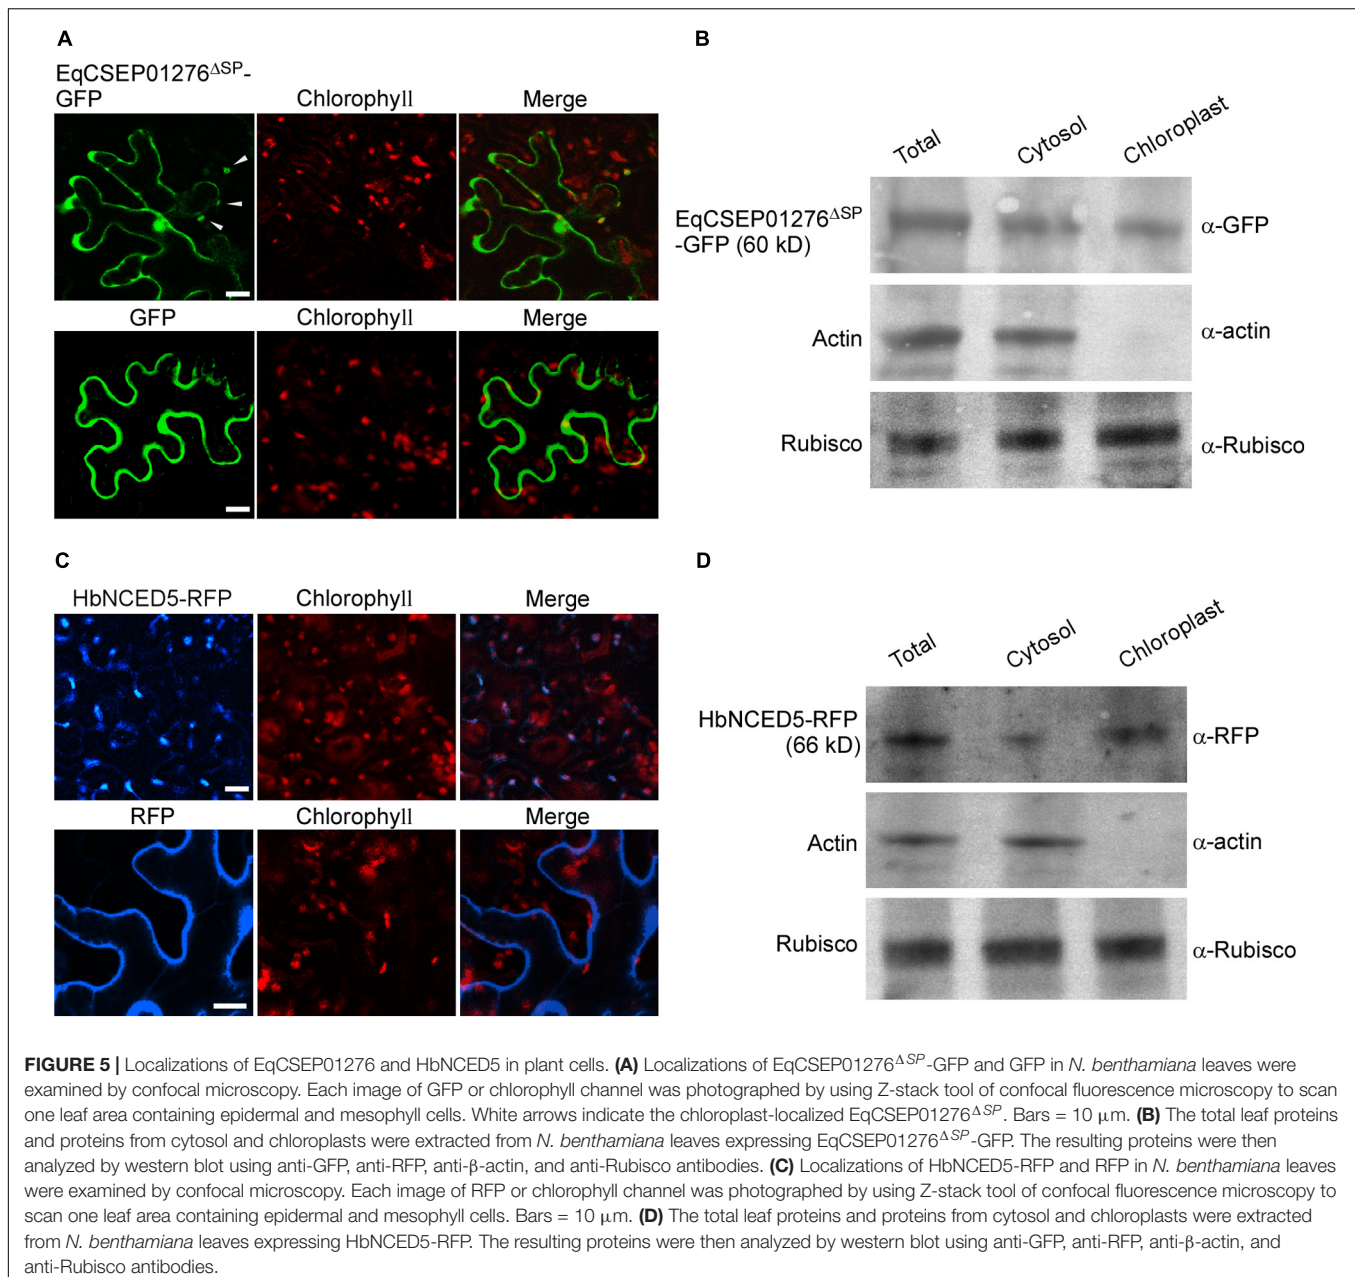 A
EqCSEP01276ΔSP-
GFP
Chlorophyll
Merge
GFP
Chlorophyll
Merge
B
Total
Cytosol
Chloroplast
EqCSEP01276ΔSP
-GFP (60 kD)
α-GFP
Actin
α-actin
Rubisco
α-Rubisco
C
HbNCED5-RFP
Chlorophyll
Merge
RFP
Chlorophyll
Merge
D
Total
Cytosol
Chloroplast
HbNCED5-RFP
(66 kD)
α-RFP
Actin
α-actin
Rubisco
α-Rubisco
FIGURE 5 | Localizations of EqCSEP01276 and HbNCED5 in plant cells. (A) Localizations of EqCSEP01276ΔSP-GFP and GFP in N. benthamiana leaves were
examined by confocal microscopy. Each image of GFP or chlorophyll channel was photographed by using Z-stack tool of confocal fluorescence microscopy to scan
one leaf area containing epidermal and mesophyll cells. White arrows indicate the chloroplast-localized EqCSEP01276ΔSP. Bars = 10 μm. (B) The total leaf proteins
and proteins from cytosol and chloroplasts were extracted from N. benthamiana leaves expressing EqCSEP01276ΔSP-GFP. The resulting proteins were then
analyzed by western blot using anti-GFP, anti-RFP, anti-β-actin, and anti-Rubisco antibodies. (C) Localizations of HbNCED5-RFP and RFP in N. benthamiana leaves
were examined by confocal microscopy. Each image of RFP or chlorophyll channel was photographed by using Z-stack tool of confocal fluorescence microscopy to
scan one leaf area containing epidermal and mesophyll cells. Bars = 10 μm. (D) The total leaf proteins and proteins from cytosol and chloroplasts were extracted
from N. benthamiana leaves expressing HbNCED5-RFP. The resulting proteins were then analyzed by western blot using anti-GFP, anti-RFP, anti-β-actin, and
anti-Rubisco antibodies.